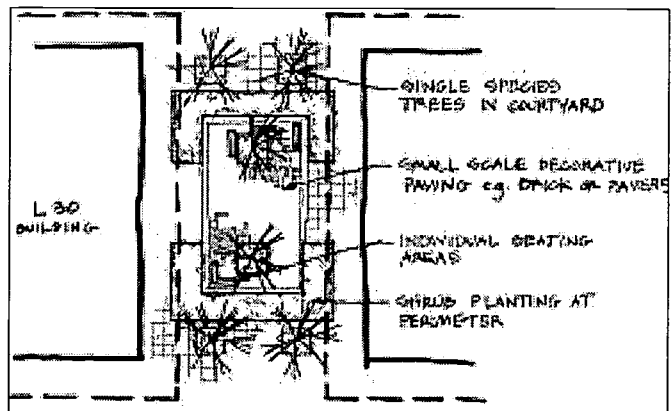 SINGLE SPECIES
TREES IN COURTYARD
SMALL SCALE DECORATIVE
PAVING e.g. BRICK OR PAVERS
L 30
BUILDING
INDIVIDUAL SEATING
AREAS
SHRUB PLANTING AT
PERIMETER